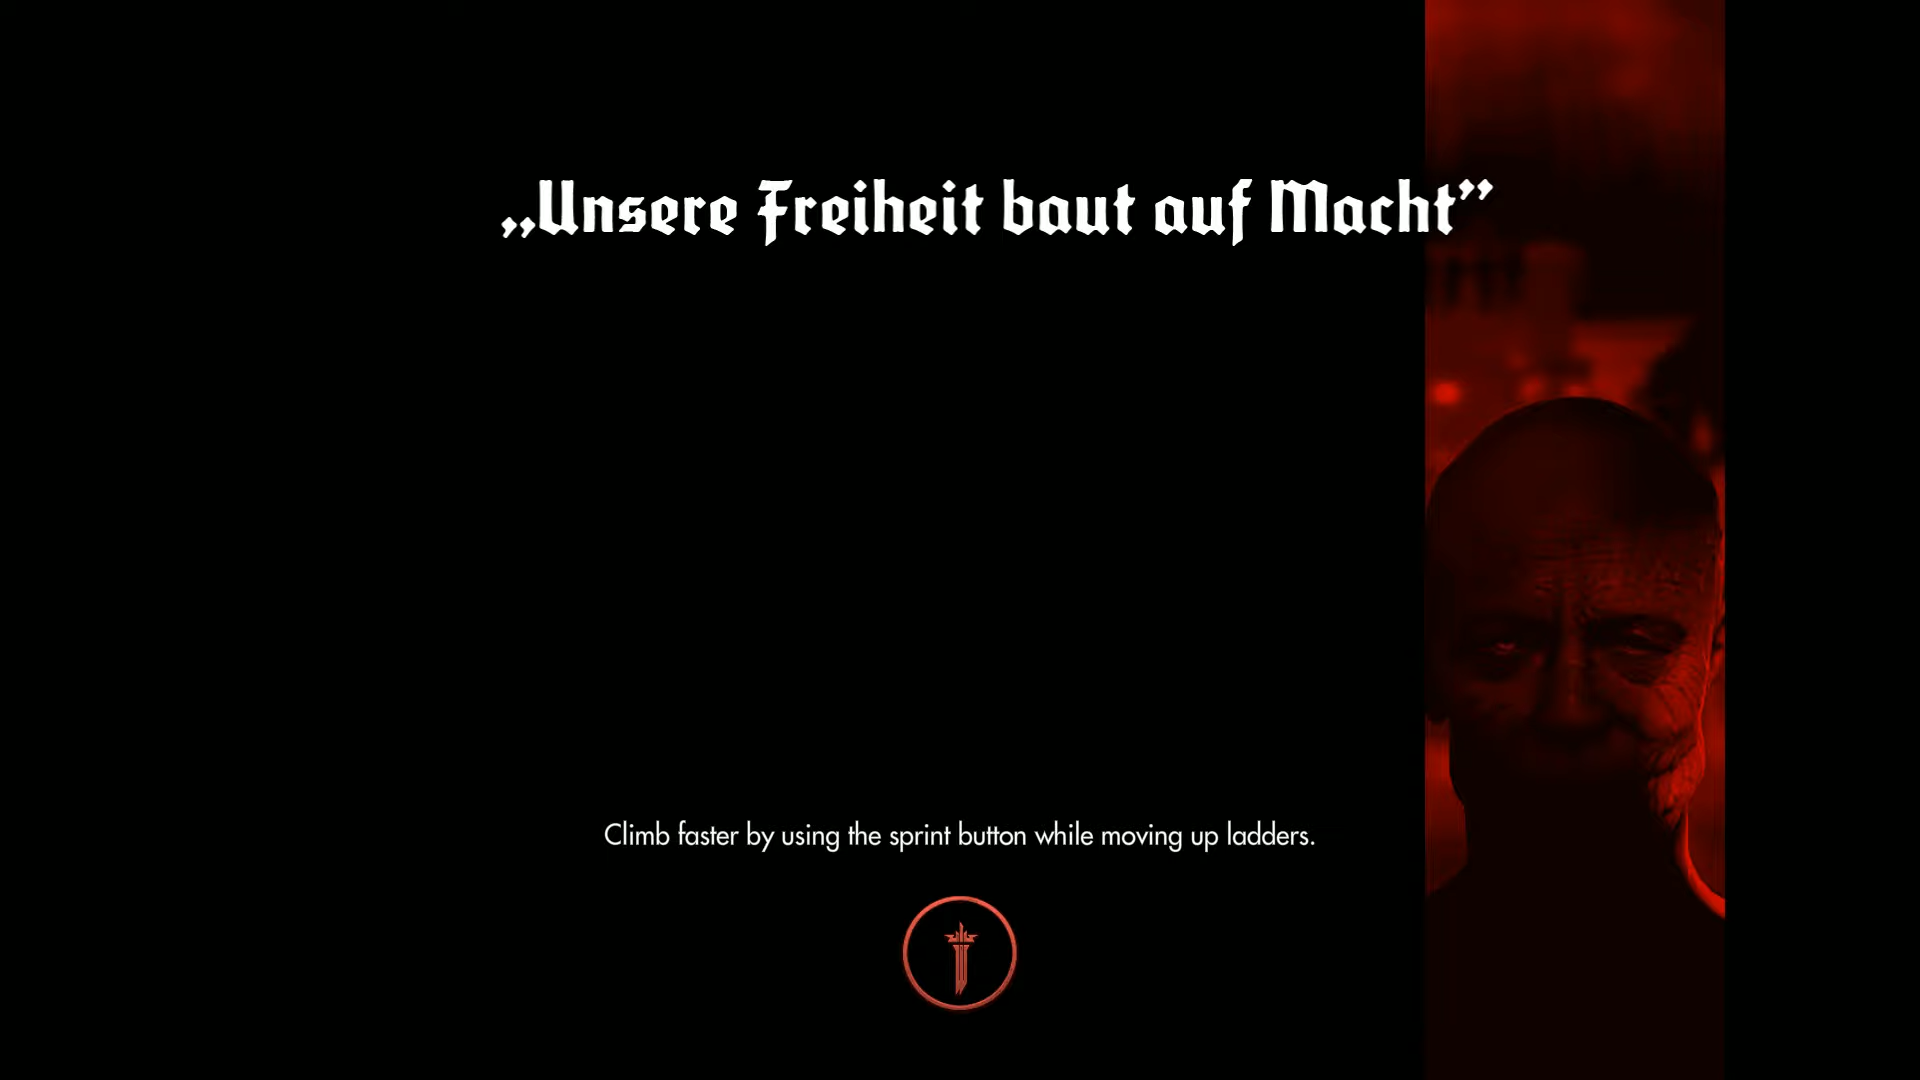 „Unsere Freiheit baut auf Macht”
Climb faster by using the sprint button while moving up ladders.